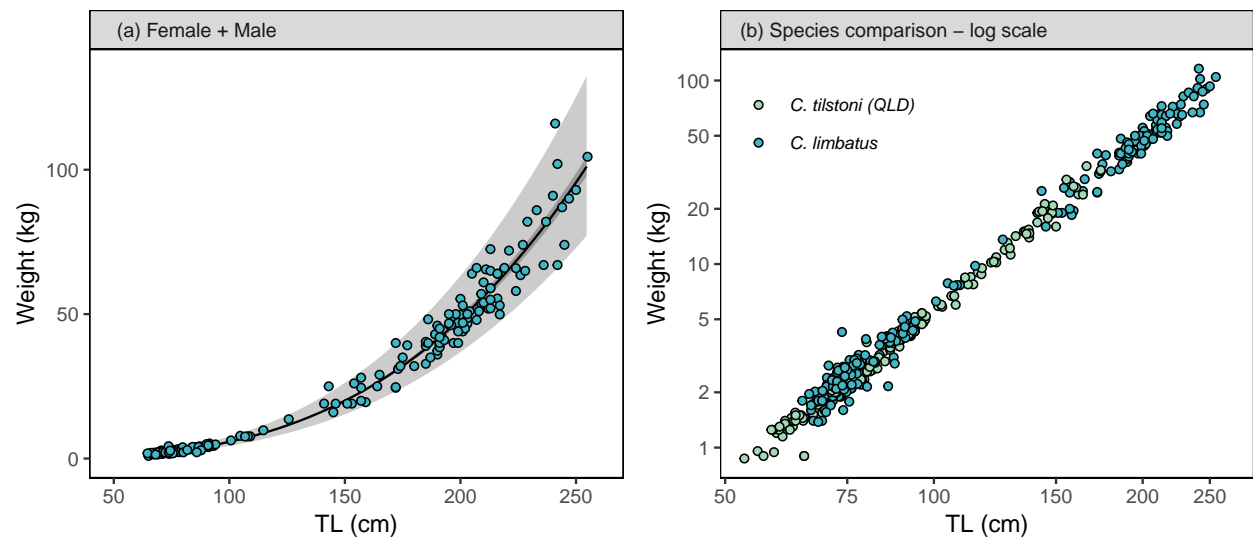 (a) Female + Male
Weight (kg)
100
50
0
50
100
150
200
250
TL (cm)
(b) Species comparison − log scale
Weight (kg)
100
50
20
10
5
2
1
C. tilstoni (QLD)
C. limbatus
50
75
100
150
200
250
TL (cm)